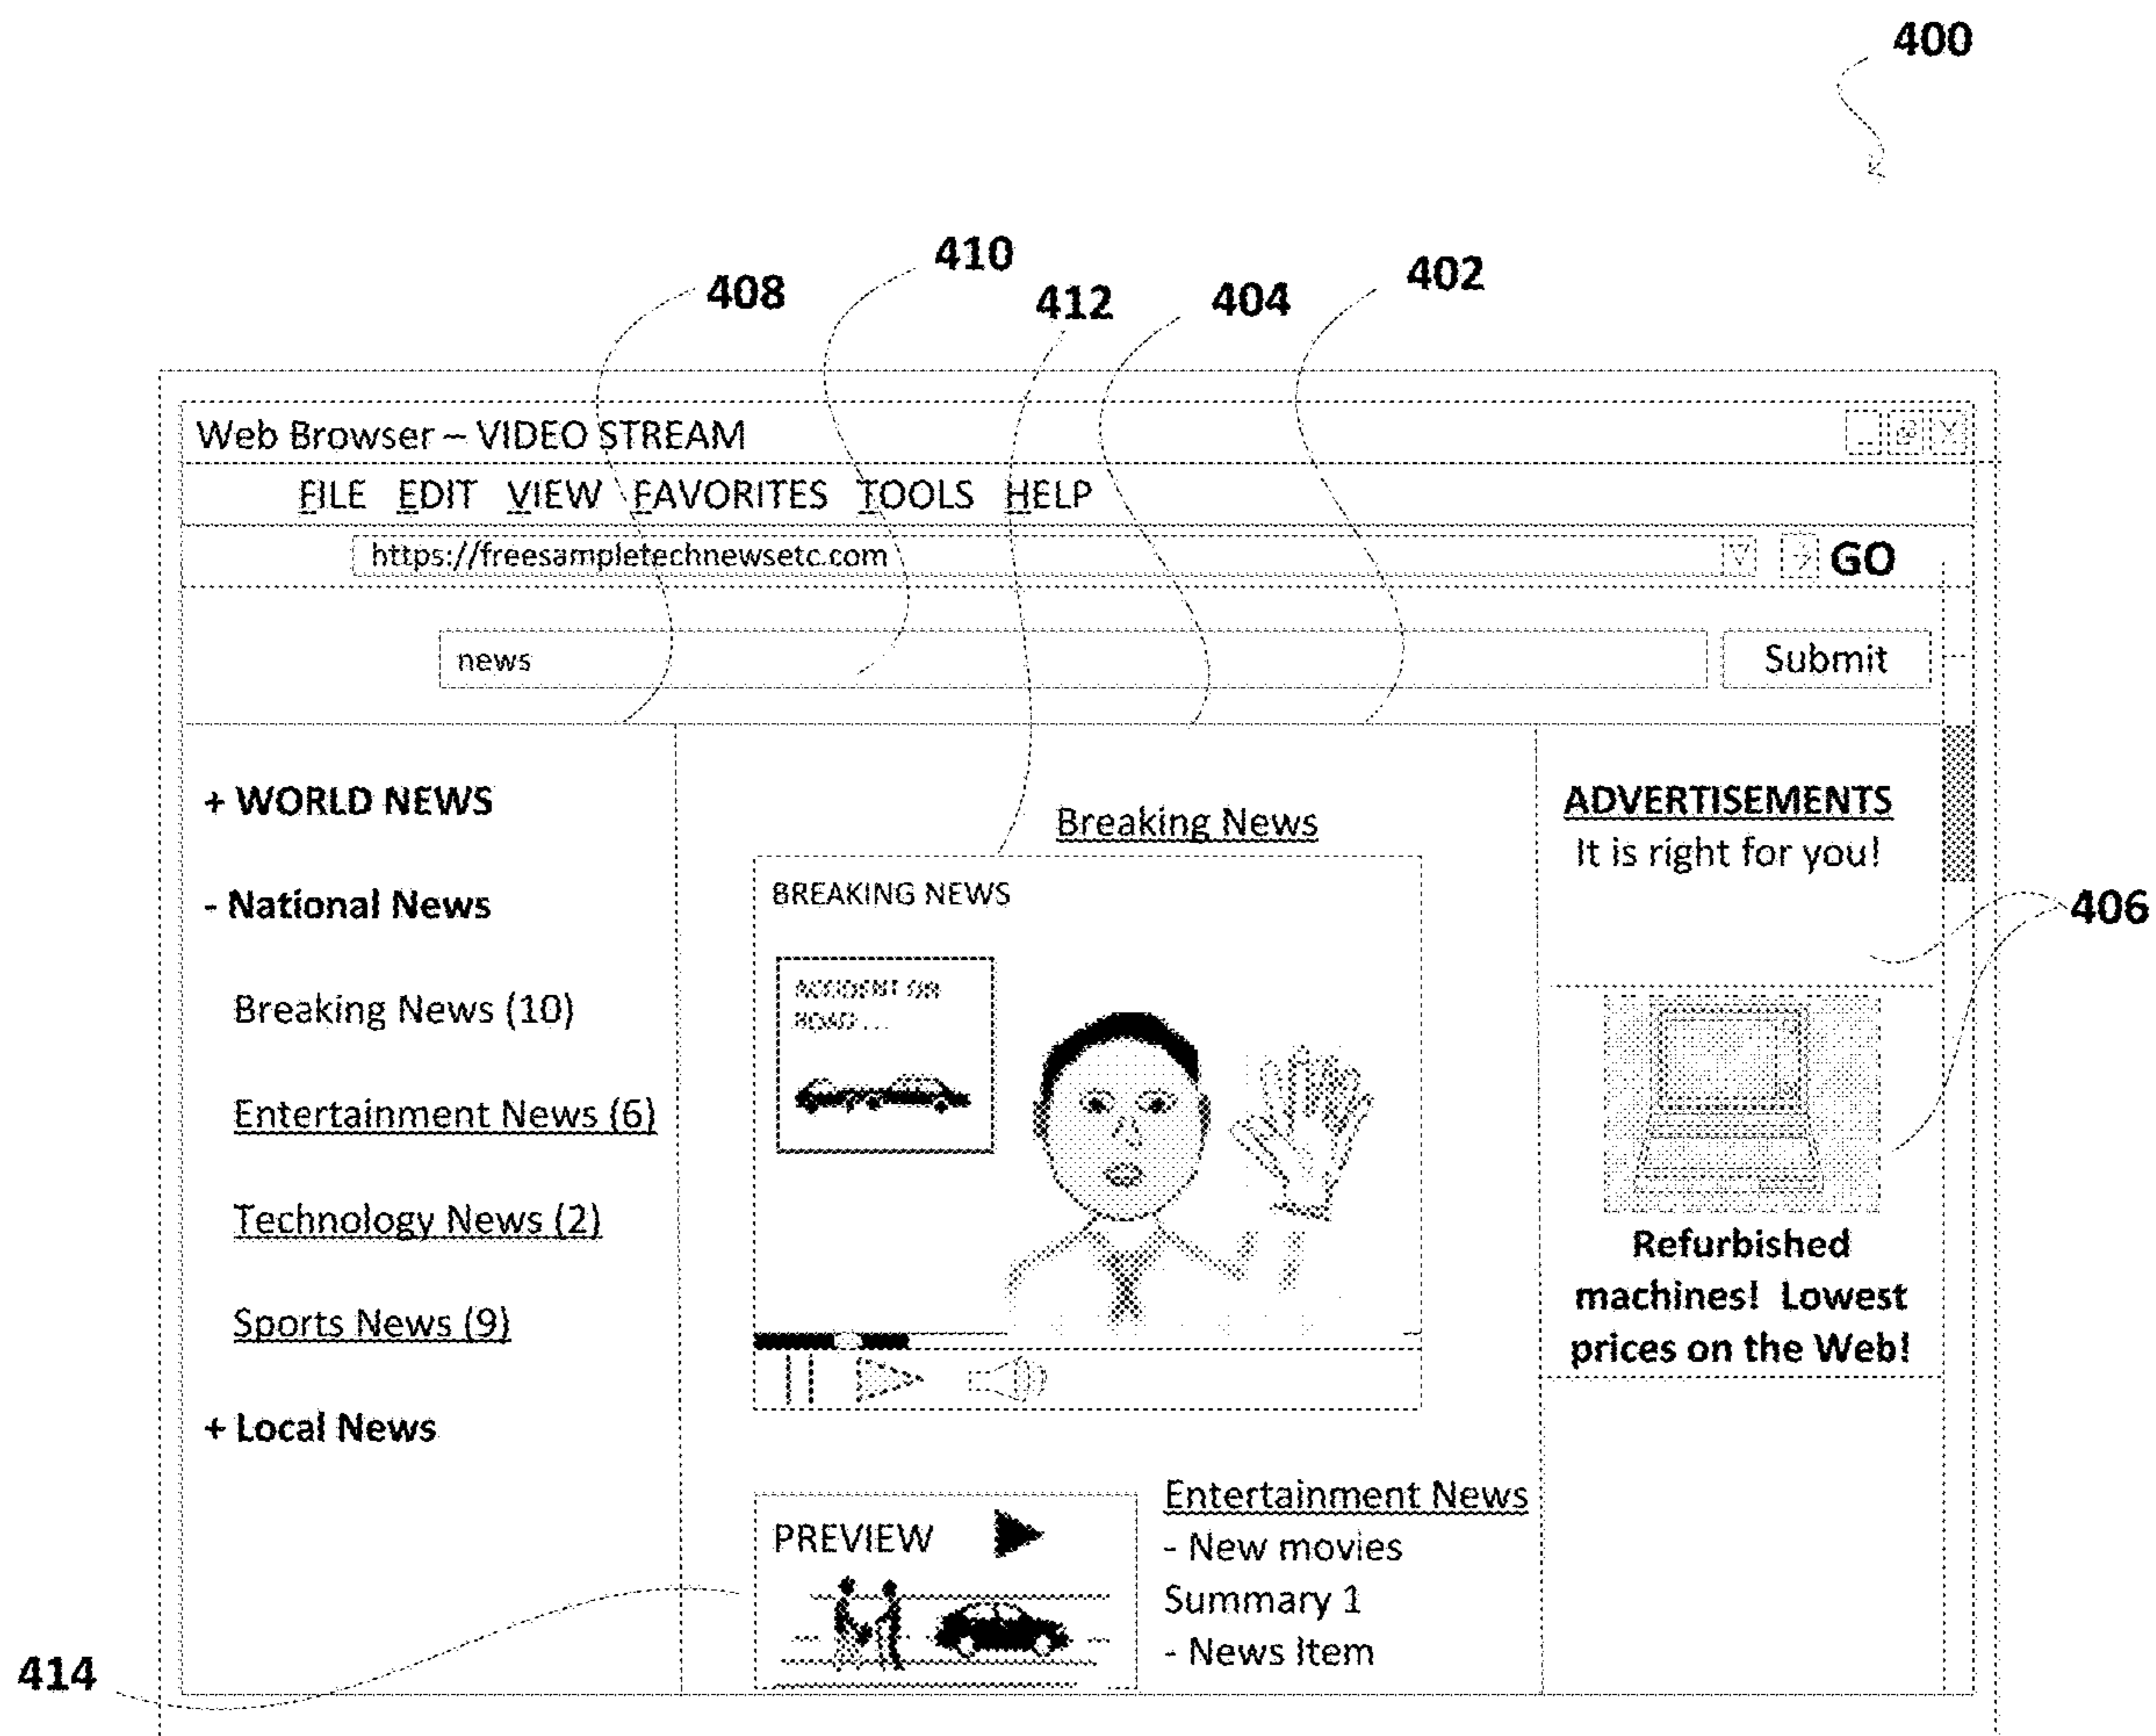 400
410
408
412
404
402
Web Browser – VIDEO STREAM
FILE EDIT VIEW FAVORITES TOOLS HELP
https://freesampletechnewsetc.com
GO
news
Submit
+ WORLD NEWS
- National News
Breaking News (10)
Entertainment News (6)
Technology News (2)
Sports News (9)
+ Local News
Breaking News
BREAKING NEWS
ACCIDENT ON
ROAD ...
PREVIEW
Entertainment News
- New movies
Summary 1
- News Item
ADVERTISEMENTS
It is right for you!
Refurbished
machines! Lowest
prices on the Web!
406
414